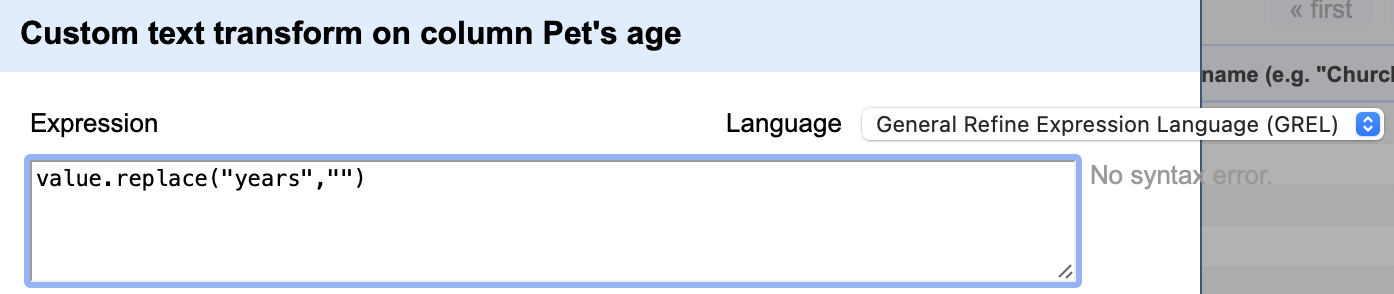 « first
Custom text transform on column Pet's age
name (e.g. "Church
Expression
Language
General Refine Expression Language (GREL)
value.replace("years","")
No syntax error.